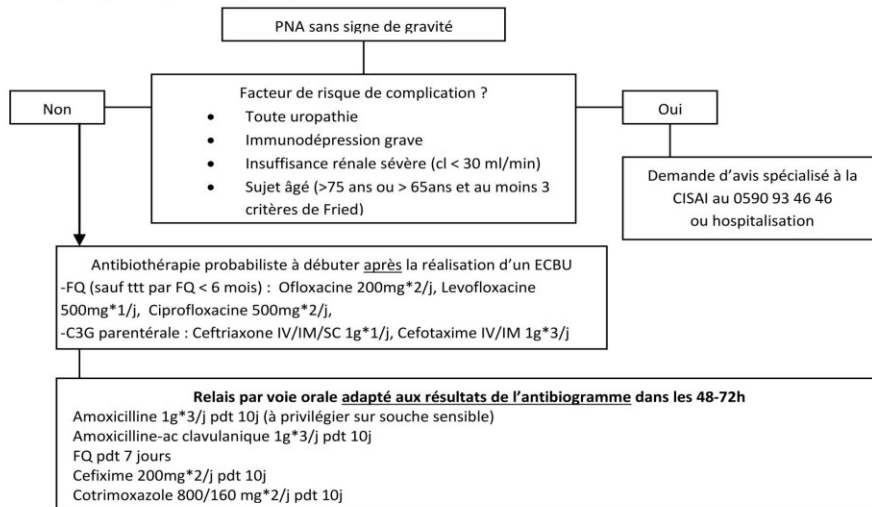 PNA sans signe de gravité
Non
Facteur de risque de complication ?
• Toute uropathie
• Immunodépression grave
• Insuffisance rénale sévère (cl < 30 ml/min)
• Sujet âgé (>75 ans ou > 65ans et au moins 3
critères de Fried)
Oui
Demande d'avis spécialisé à la
CISAI au 0590 93 46 46
ou hospitalisation
Antibiothérapie probabiliste à débuter après la réalisation d'un ECBU
-FQ (sauf ttt par FQ < 6 mois) : Ofloxacine 200mg*2/j, Levofloxacine
500mg*1/j, Ciprofloxacine 500mg*2/j,
-C3G parentérale : Ceftriaxone IV/IM/SC 1g*1/j, Cefotaxime IV/IM 1g*3/j
Relais par voie orale adapté aux résultats de l'antibiogramme dans les 48-72h
Amoxicilline 1g*3/j pdt 10j (à privilégier sur souche sensible)
Amoxicilline-ac clavulanique 1g*3/j pdt 10j
FQ pdt 7 jours
Cefixime 200mg*2/j pdt 10j
Cotrimoxazole 800/160 mg*2/j pdt 10j